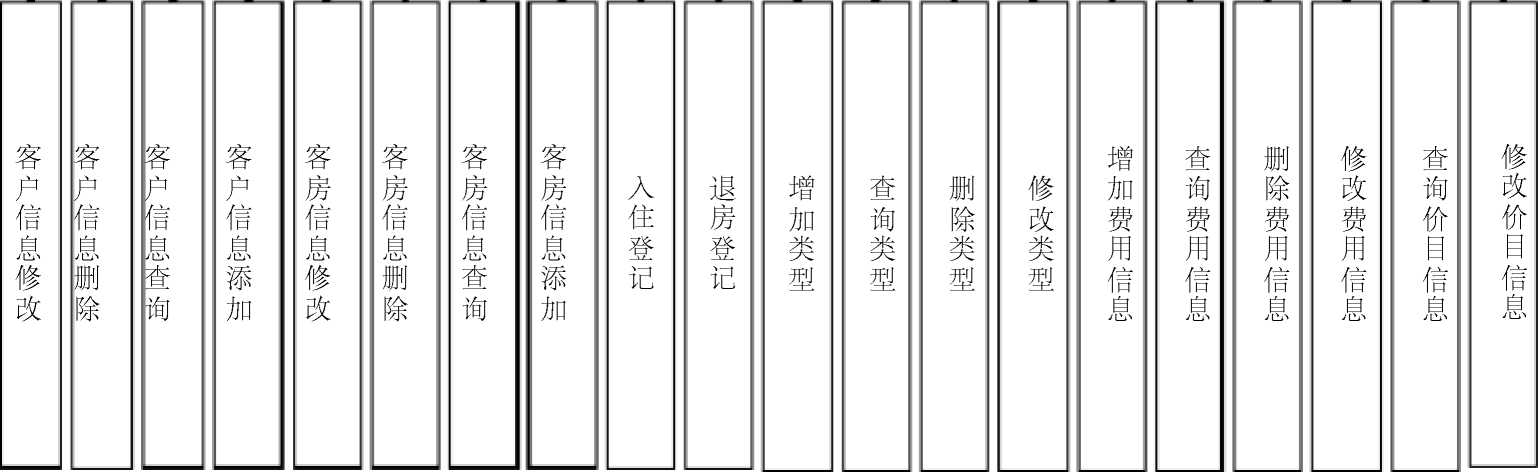 客户信息修改
客户信息删除
客户信息查询
客户信息添加
客房信息修改
客房信息删除
客房信息查询
客房信息添加
入住登记
退房登记
增加类型
查询类型
删除类型
修改类型
增加费用信息
查询费用信息
删除费用信息
修改费用信息
查询价目信息
修改价目信息